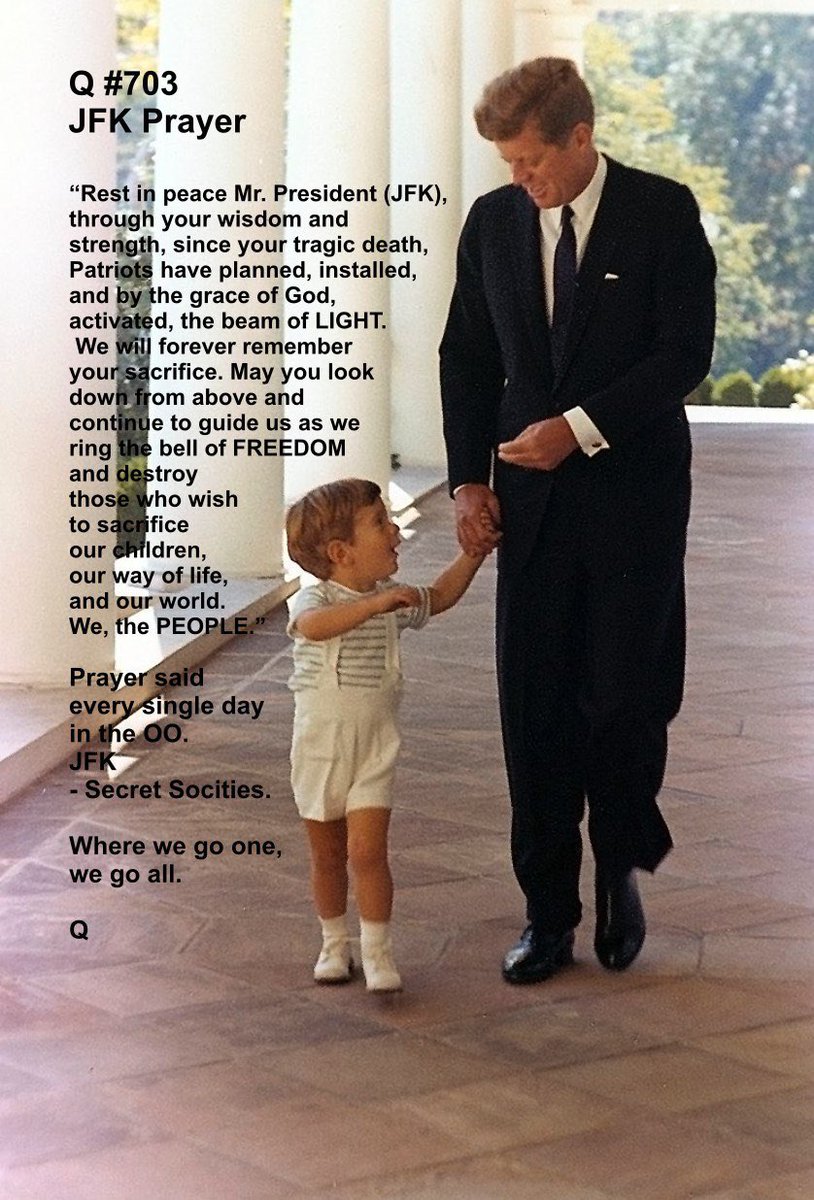 Q #703
JFK Prayer
“Rest in peace Mr. President (JFK),
through your wisdom and
strength, since your tragic death,
Patriots have planned, installed,
and by the grace of God,
activated, the beam of LIGHT.
We will forever remember
your sacrifice. May you look
down from above and
continue to guide us as we
ring the bell of FREEDOM
and destroy
those who wish
to sacrifice
our children,
our way of life,
and our world.
We, the PEOPLE.”
Prayer said
every single day
in the OO.
JFK
- Secret Socities.
Where we go one,
we go all.
Q